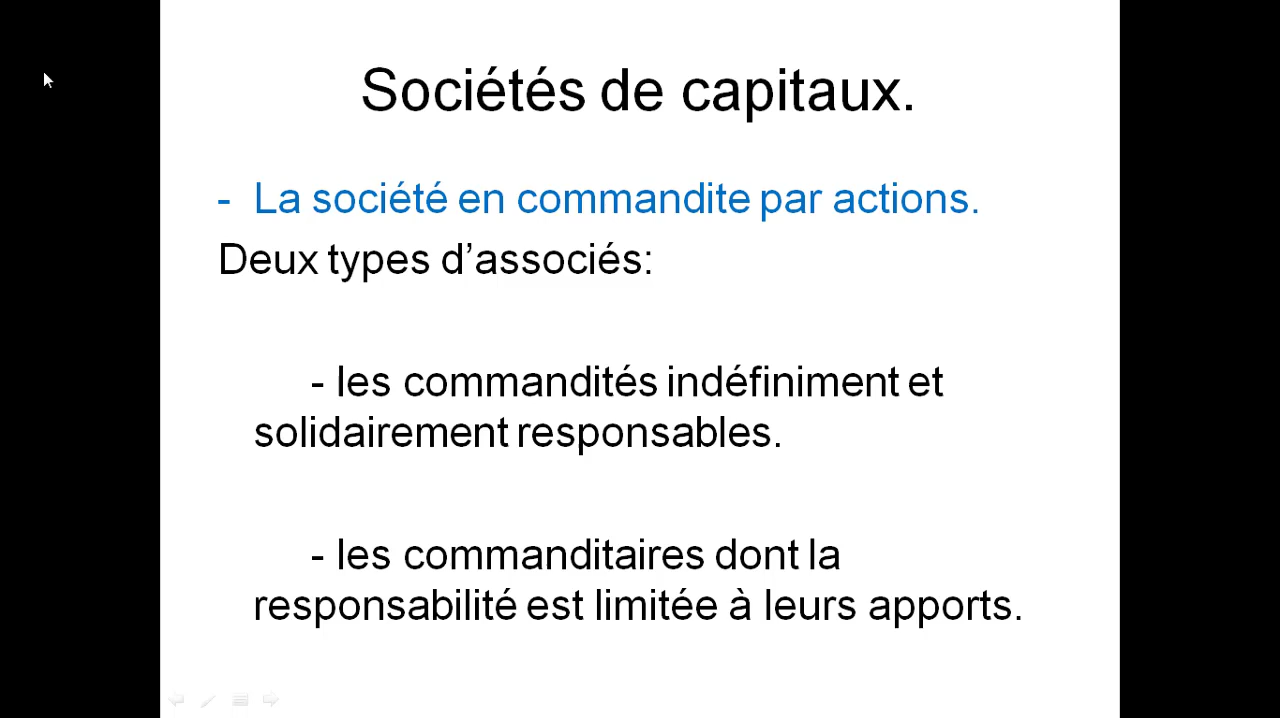 Sociétés de capitaux.
- La société en commandite par actions.
Deux types d’associés:
- les commandités indéfiniment et
solidairement responsables.
- les commanditaires dont la
responsabilité est limitée à leurs apports.